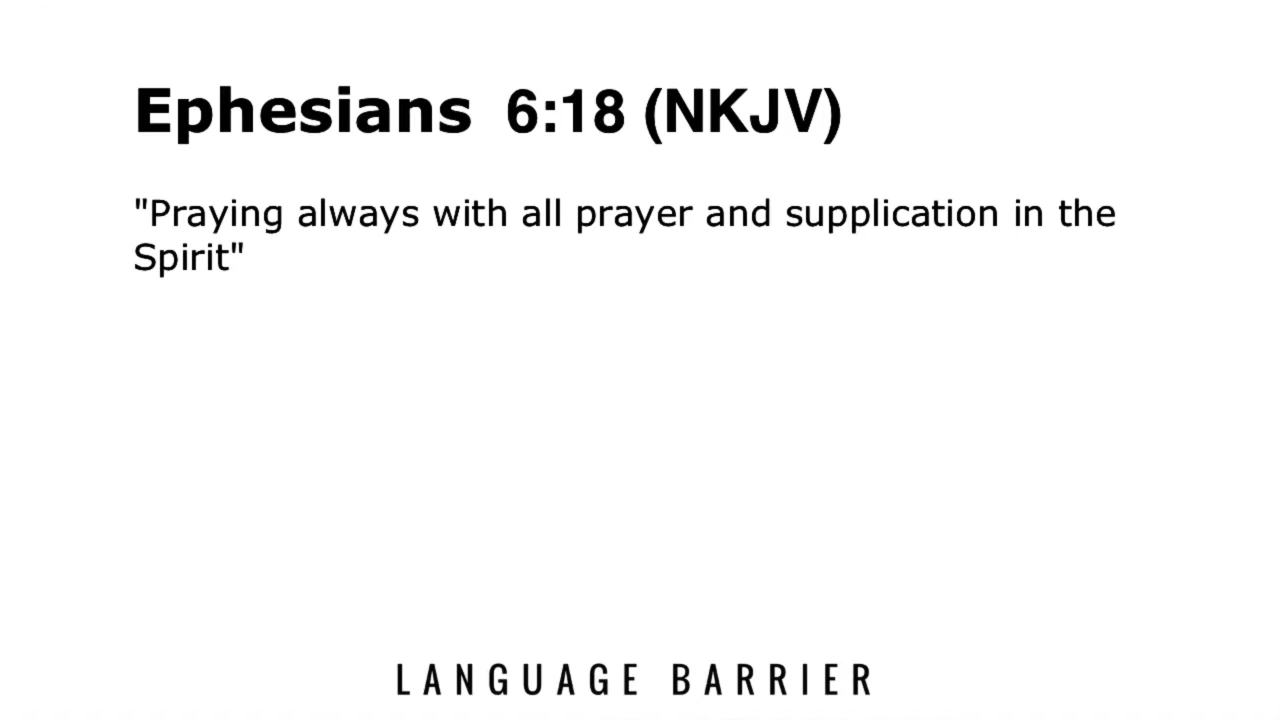 Ephesians 6:18 (NKJV)
"Praying always with all prayer and supplication in the
Spirit"
LANGUAGE BARRIER